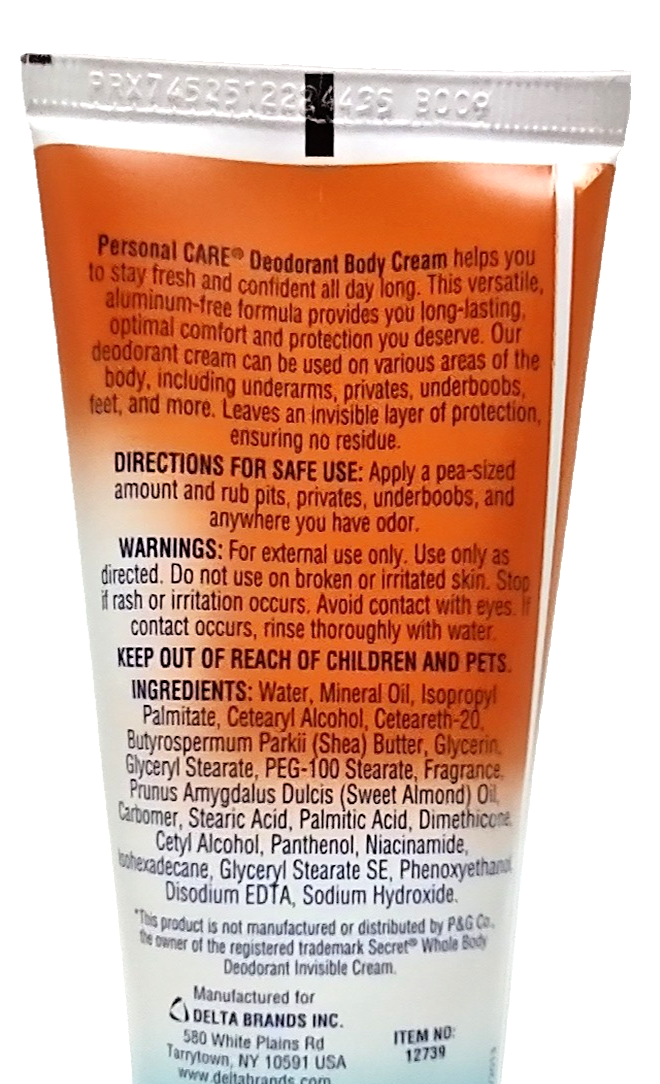 Personal CARE® Deodorant Body Cream helps you
to stay fresh and confident all day long. This versatile,
aluminum-free formula provides you long-lasting,
optimal comfort and protection you deserve. Our
deodorant cream can be used on various areas of the
body, including underarms, privates, underboobs,
feet, and more. Leaves an invisible layer of protection,
ensuring no residue.
DIRECTIONS FOR SAFE USE: Apply a pea-sized
amount and rub pits, privates, underboobs, and
anywhere you have odor.
WARNINGS: For external use only. Use only as
directed. Do not use on broken or irritated skin. Stop
if rash or irritation occurs. Avoid contact with eyes. If
contact occurs, rinse thoroughly with water.
KEEP OUT OF REACH OF CHILDREN AND PETS.
INGREDIENTS: Water, Mineral Oil, Isopropyl
Palmitate, Cetearyl Alcohol, Ceteareth-20,
Butyrospermum Parkii (Shea) Butter, Glycerin,
Glyceryl Stearate, PEG-100 Stearate, Fragrance,
Prunus Amygdalus Dulcis (Sweet Almond) Oil,
Carbomer, Stearic Acid, Palmitic Acid, Dimethicone,
Cetyl Alcohol, Panthenol, Niacinamide,
Isohexadecane, Glyceryl Stearate SE, Phenoxyethanol,
Disodium EDTA, Sodium Hydroxide.
*This product is not manufactured or distributed by P&G Co.,
the owner of the registered trademark Secret® Whole Body
Deodorant Invisible Cream.
Manufactured for
DELTA BRANDS INC.
580 White Plains Rd
Tarrytown, NY 10591 USA
www.deltabrands.com
ITEM NO:
12739